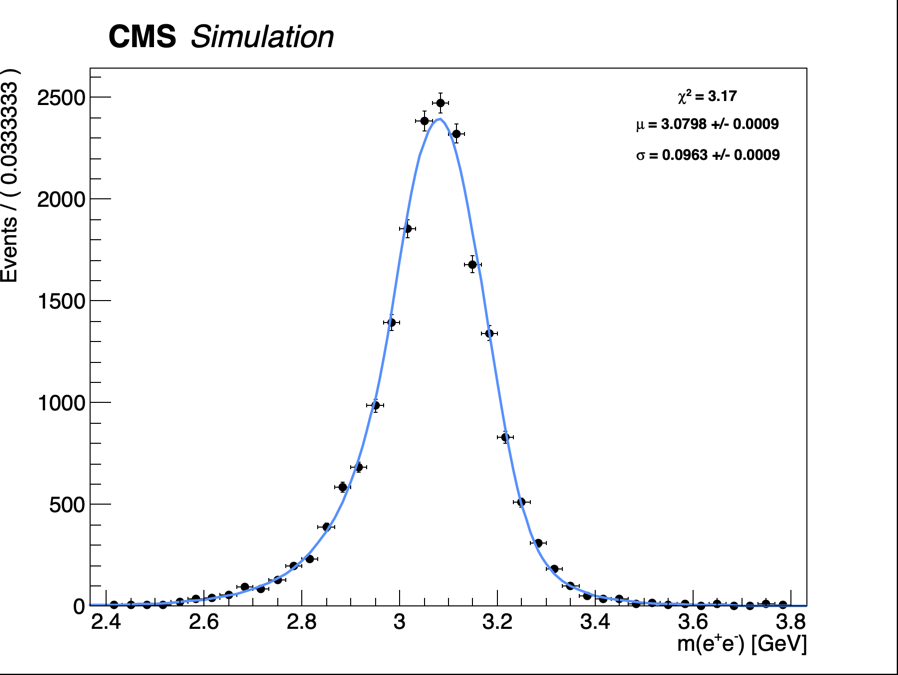 CMS Simulation
Events / ( 0.0333333 )
2500
2000
1500
1000
500
0
χ² = 3.17
μ = 3.0798 +/- 0.0009
σ = 0.0963 +/- 0.0009
2.4 2.6 2.8 3 3.2 3.4 3.6 3.8
m(e⁺e⁻) [GeV]